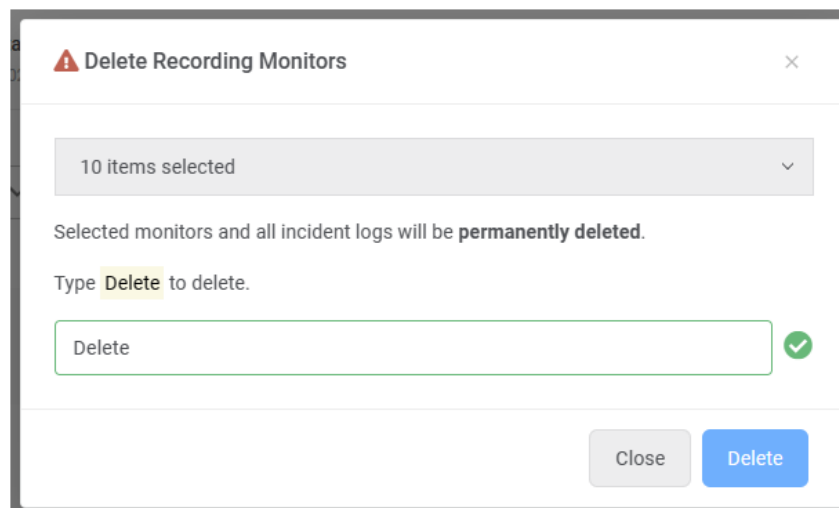 Delete Recording Monitors
10 items selected
Selected monitors and all incident logs will be permanently deleted.
Type Delete to delete.
Delete
Close Delete